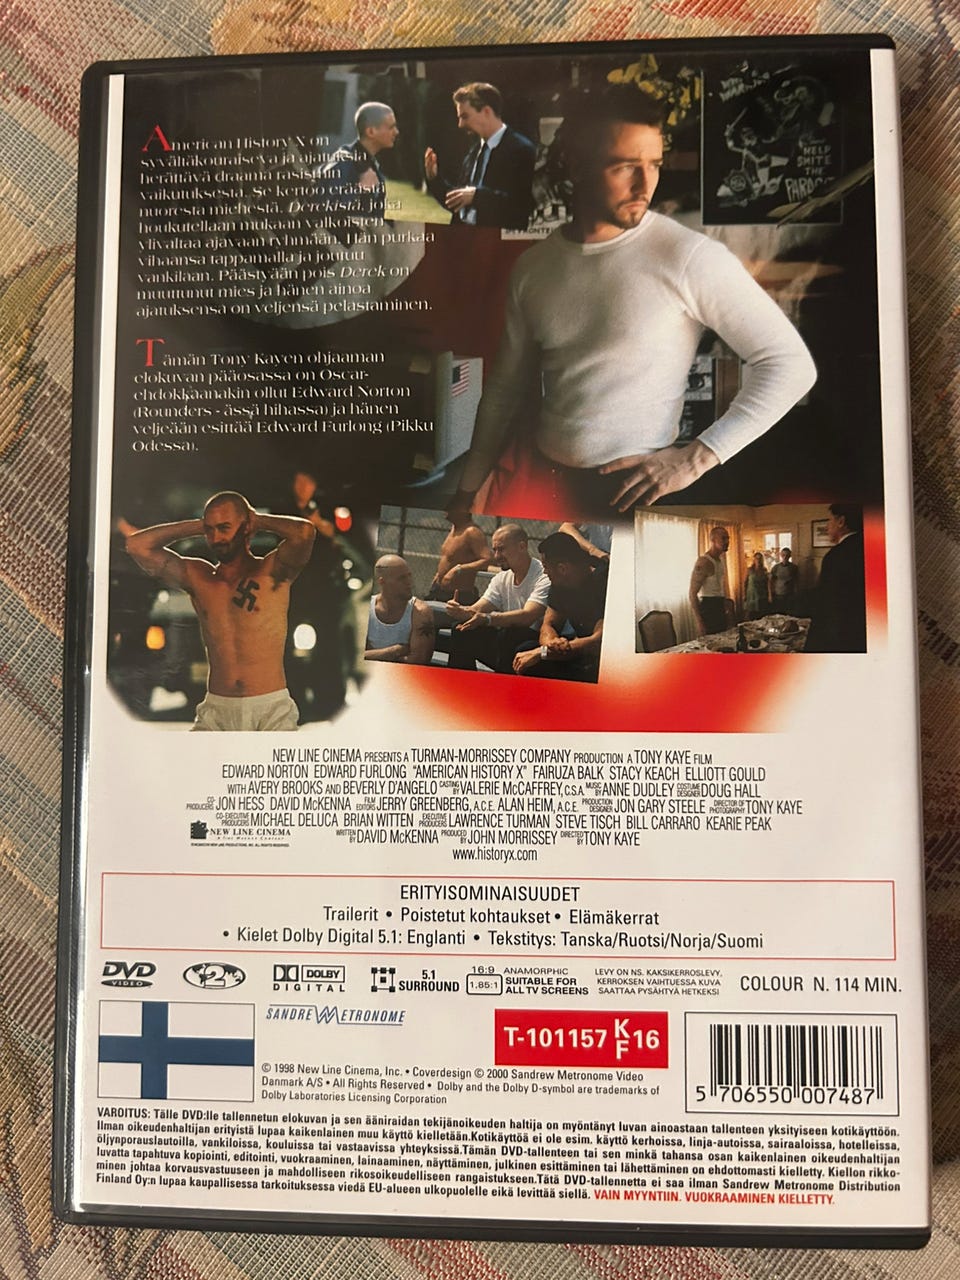 American History X on
syvältäkouraiseva ja ajatuksia
herättävä draama rasismin
vaikutuksesta. Se kertoo eräästä
nuoresta miehestä, Derekistä, joka
houkutellaan mukaan valkoisten
ylivaltaa ajavaan ryhmään. Hän purkaa
vihaansa tappamalla ja joutuu
vankilaan. Päästyään pois Derek on
muuttunut mies ja hänen ainoa
ajatuksensa on veljensä pelastaminen.
Tämän Tony Kayen ohjaaman
elokuvan pääosassa on Oscar-
ehdokkaanakin ollut Edward Norton
(Rounders - ässä hihassa) ja hänen
veljeään esittää Edward Furlong (Pikku
Odessa).
HELP
SMITE
THE
NEW LINE CINEMA PRESENTS A TURMAN-MORRISSEY COMPANY PRODUCTION A TONY KAYE FILM
EDWARD NORTON EDWARD FURLONG "AMERICAN HISTORY X" FAIRUZA BALK STACY KEACH ELLIOTT GOULD
WITH AVERY BROOKS AND BEVERLY D'ANGELO CASTING BY VALERIE McCAFFREY, C.S.A. MUSIC BY ANNE DUDLEY COSTUME DESIGNER DOUG HALL
CO-PRODUCERS JON HESS DAVID McKENNA FILM EDITORS JERRY GREENBERG, A.C.E. ALAN HEIM, A.C.E. PRODUCTION DESIGNER JON GARY STEELE DIRECTOR OF PHOTOGRAPHY TONY KAYE
CO-EXECUTIVE PRODUCERS MICHAEL DELUCA BRIAN WITTEN EXECUTIVE PRODUCERS LAWRENCE TURMAN STEVE TISCH BILL CARRARO KEARIE PEAK
NEW LINE CINEMA WRITTEN BY DAVID McKENNA PRODUCED BY JOHN MORRISSEY DIRECTED BY TONY KAYE
A Time Warner Company
www.historyx.com
ERITYISOMINAISUUDET
Trailerit • Poistetut kohtaukset • Elämäkerrat
• Kielet Dolby Digital 5.1: Englanti • Tekstitys: Tanska/Ruotsi/Norja/Suomi
DVD VIDEO
2
DOLBY DIGITAL
5.1 SURROUND
16:9 1,85:1
ANAMORPHIC
SUITABLE FOR
ALL TV SCREENS
LEVY ON NS. KAKSIKERROSLEVY,
KERROKSEN VAIHTUESSA KUVA
SAATTAA PYSÄHTYÄ HETKEKSI
COLOUR N. 114 MIN.
SANDREW METRONOME
T-101157 K/F 16
© 1998 New Line Cinema, Inc. • Coverdesign © 2000 Sandrew Metronome Video
Danmark A/S • All Rights Reserved • Dolby and the Dolby D-symbol are trademarks of
Dolby Laboratories Licensing Corporation
5 706550 007487
VAROITUS: Tälle DVD:lle tallennetun elokuvan ja sen ääniraidan tekijänoikeuden haltija on myöntänyt luvan ainoastaan tallenteen yksityiseen kotikäyttöön.
Ilman oikeudenhaltijan erityistä lupaa kaikenlainen muu käyttö kielletään.Kotikäyttöä ei ole esim. käyttö kerhoissa, linja-autoissa, sairaaloissa, hotelleissa,
öljynporauslautoilla, vankiloissa, kouluissa tai vastaavissa yhteyksissä.Tämän DVD-tallenteen tai sen minkä tahansa osan kaikenlainen oikeudenhaltijan
luvatta tapahtuva kopiointi, editointi, vuokraaminen, lainaaminen, näyttäminen, julkinen esittäminen tai lähettäminen on ehdottomasti kielletty. Kiellon rikko-
minen johtaa korvausvastuuseen ja mahdolliseen rikosoikeudelliseen rangaistukseen.Tätä DVD-tallennetta ei saa ilman Sandrew Metronome Distribution
Finland Oy:n lupaa kaupallisessa tarkoituksessa viedä EU-alueen ulkopuolelle eikä levittää siellä. VAIN MYYNTIIN. VUOKRAAMINEN KIELLETTY.